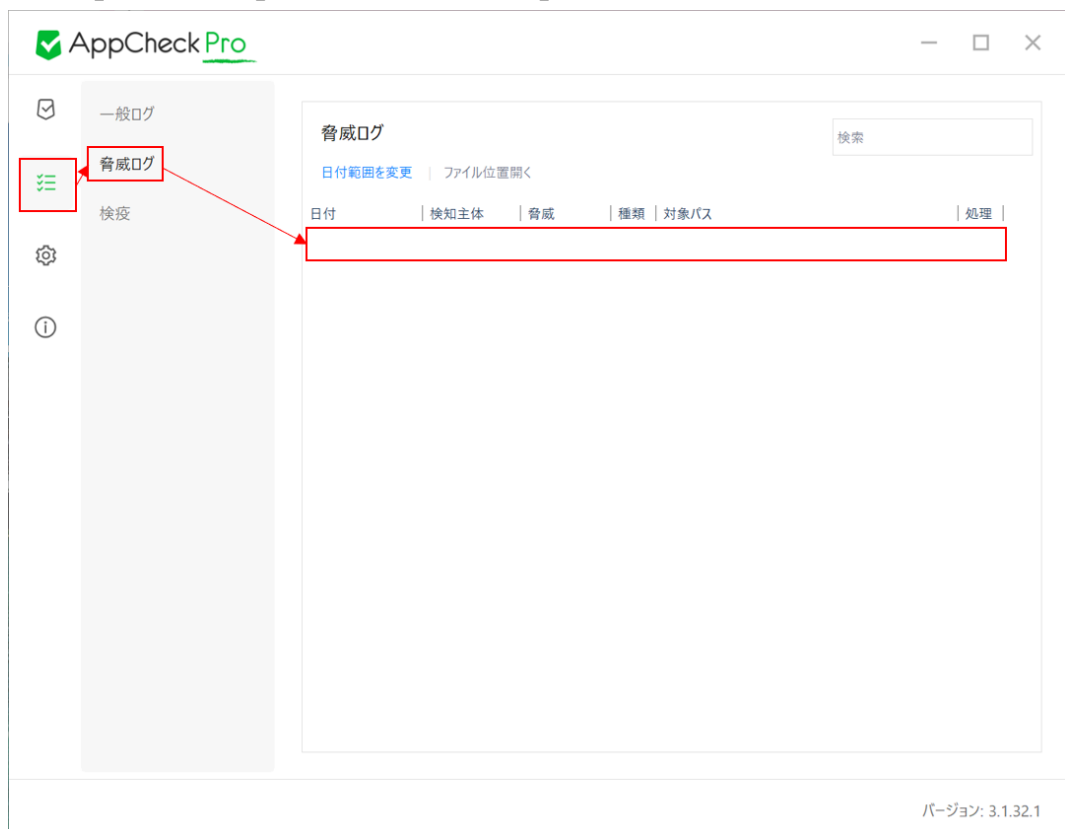 AppCheck Pro
一般ログ
脅威ログ
検疫
脅威ログ
検索
日付範囲を変更 | ファイル位置開く
日付 | 検知主体 | 脅威 | 種類 | 対象パス | 処理 |
バージョン: 3.1.32.1